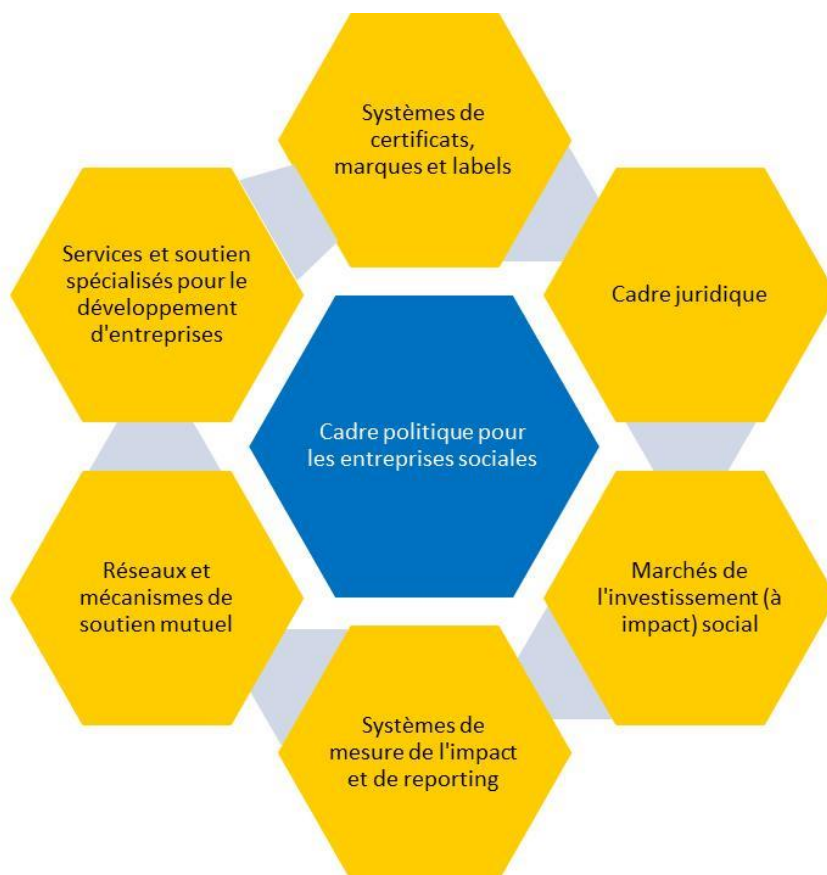 Systèmes de
certificats,
marques et labels
Cadre juridique
Marchés de
l'investissement (à
impact) social
Systèmes de
mesure de l'impact
et de reporting
Réseaux et
mécanismes de
soutien mutuel
Services et soutien
spécialisés pour le
développement
d'entreprises
Cadre politique pour
les entreprises sociales